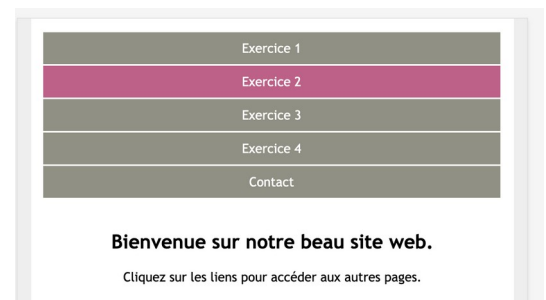 Exercice 1
Exercice 2
Exercice 3
Exercice 4
Contact
Bienvenue sur notre beau site web.
Cliquez sur les liens pour accéder aux autres pages.